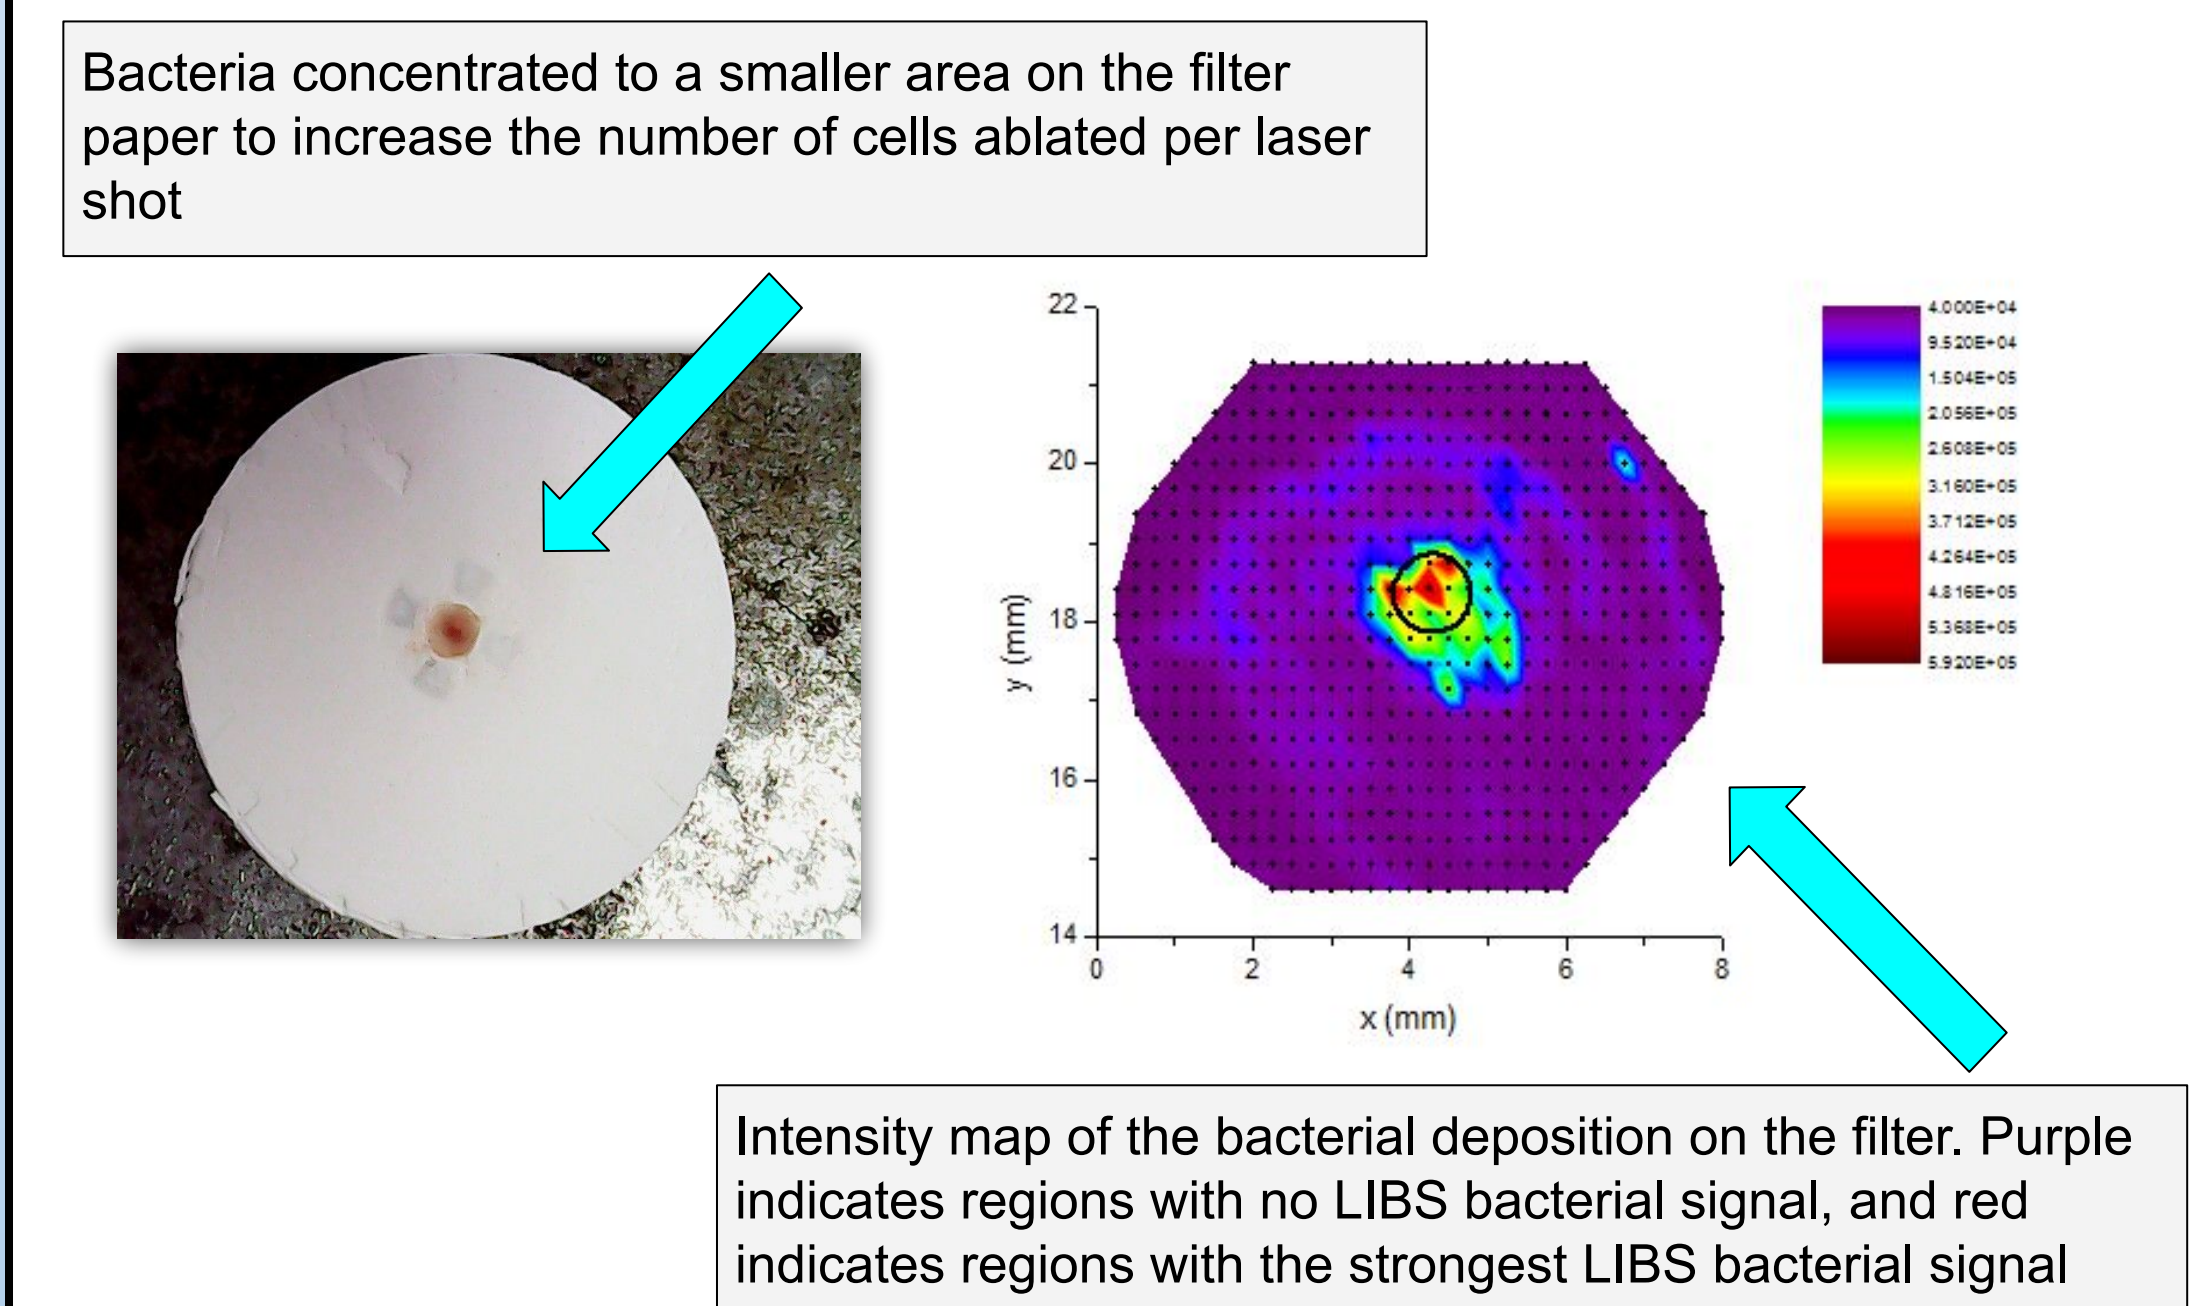 Bacteria concentrated to a smaller area on the filter
paper to increase the number of cells ablated per laser
shot
22
20
18
16
14
y (mm)
0 2 4 6 8
x (mm)
4.000E+04
9.520E+04
1.504E+05
2.056E+05
2.608E+05
3.160E+05
3.712E+05
4.264E+05
4.816E+05
5.368E+05
5.920E+05
Intensity map of the bacterial deposition on the filter. Purple
indicates regions with no LIBS bacterial signal, and red
indicates regions with the strongest LIBS bacterial signal